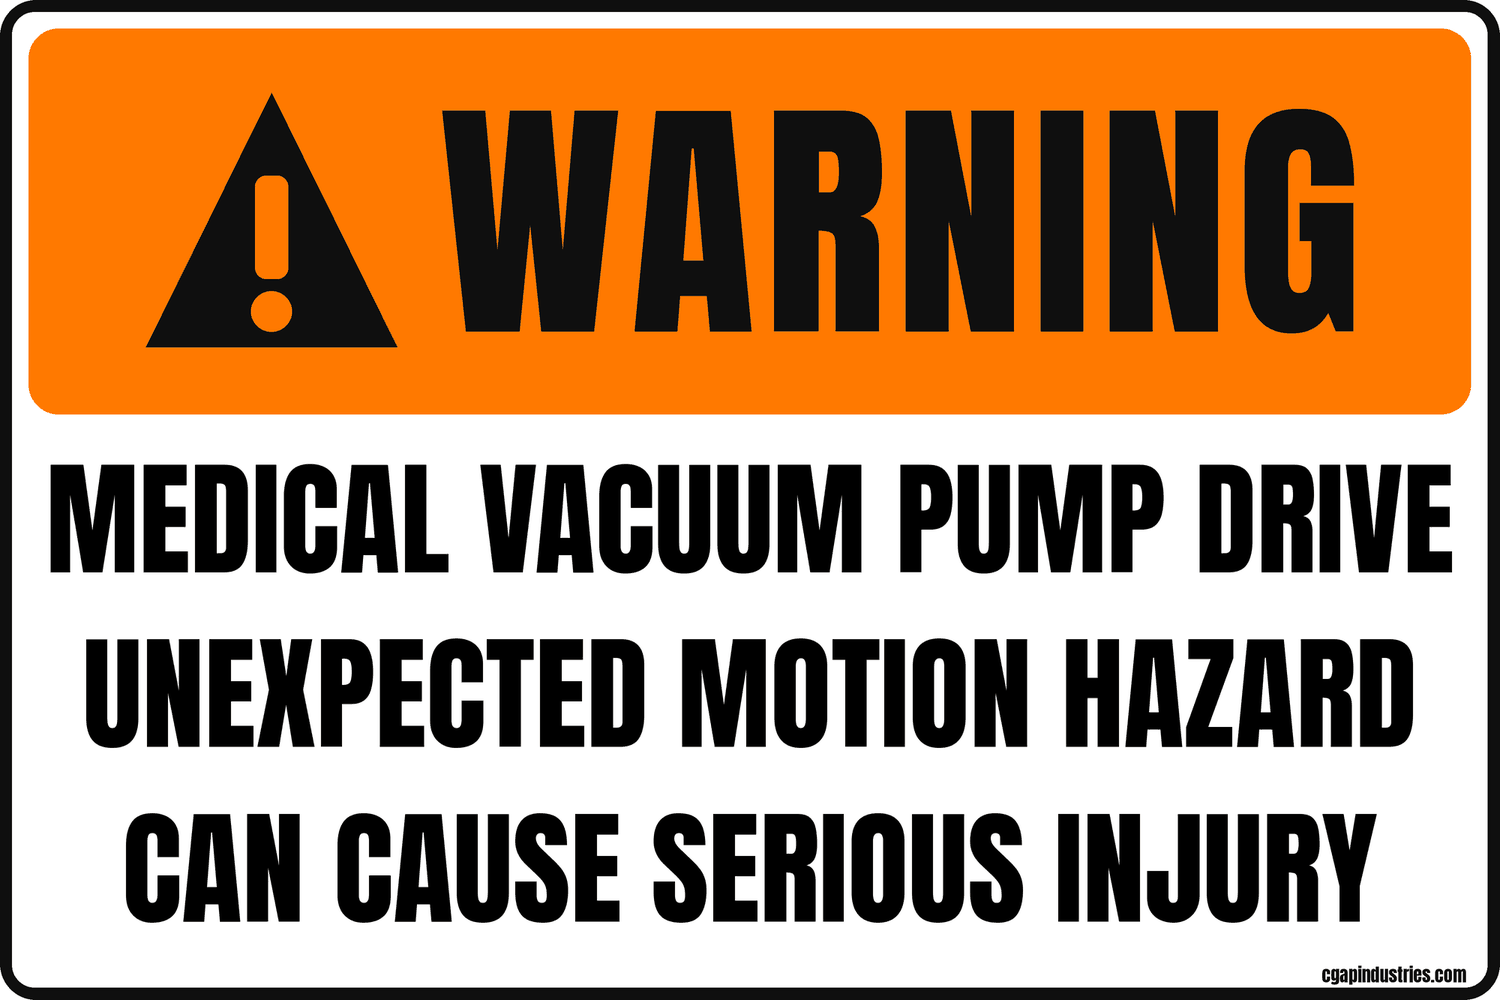 WARNING
MEDICAL VACUUM PUMP DRIVE
UNEXPECTED MOTION HAZARD
CAN CAUSE SERIOUS INJURY
cgapindustries.com